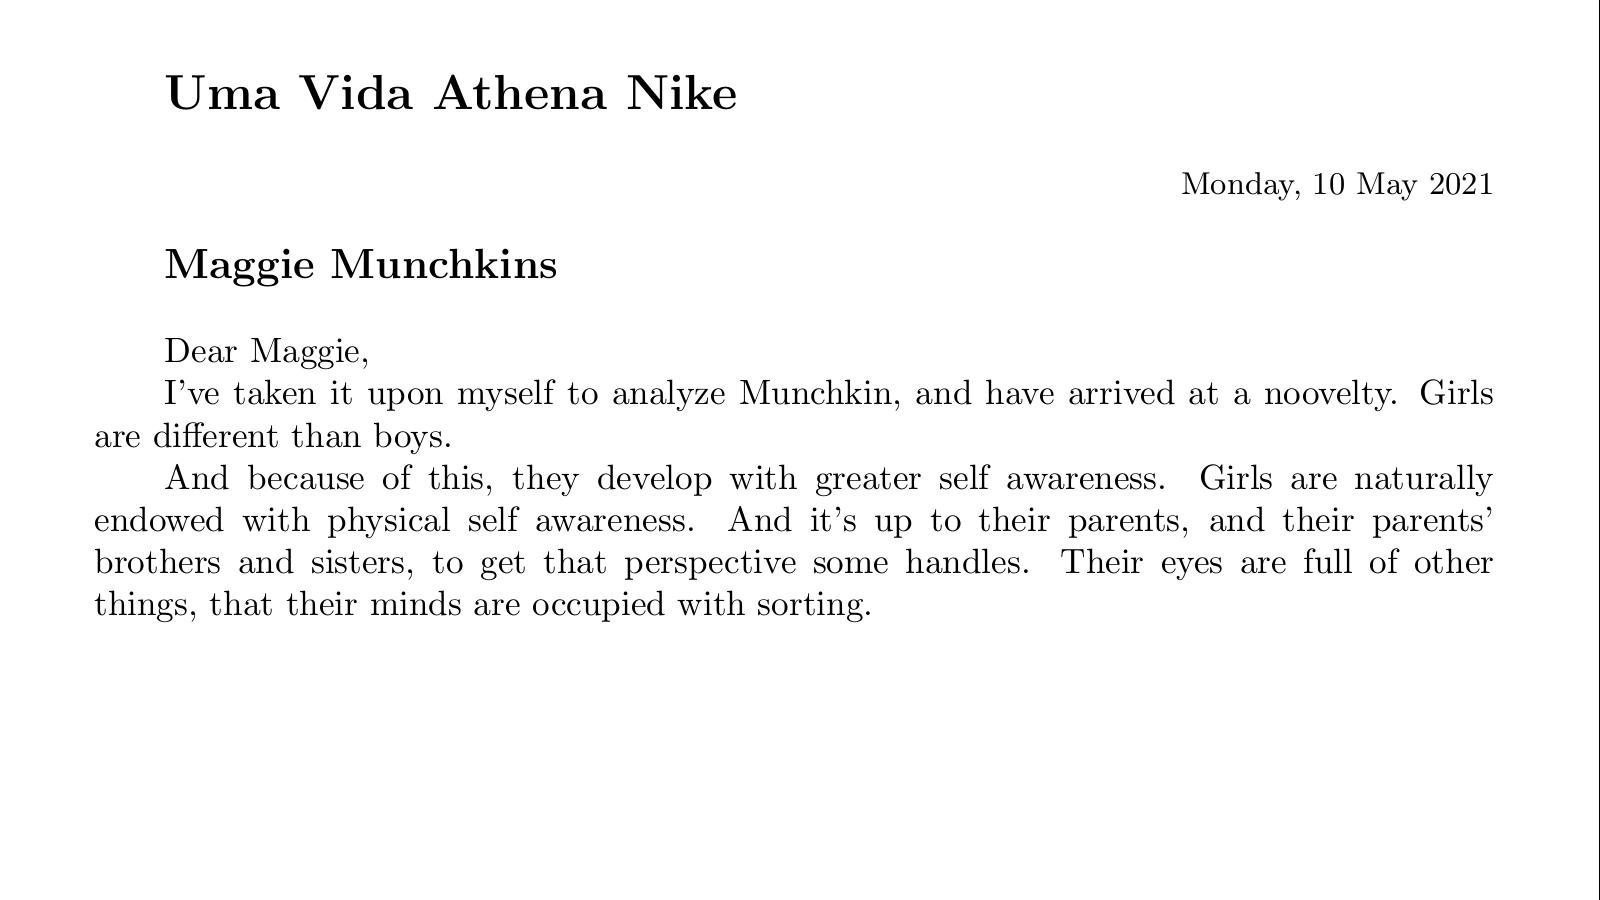 Uma Vida Athena Nike
Monday, 10 May 2021
Maggie Munchkins
Dear Maggie,
I've taken it upon myself to analyze Munchkin, and have arrived at a noovelty. Girls
are different than boys.
And because of this, they develop with greater self awareness. Girls are naturally
endowed with physical self awareness. And it's up to their parents, and their parents'
brothers and sisters, to get that perspective some handles. Their eyes are full of other
things, that their minds are occupied with sorting.